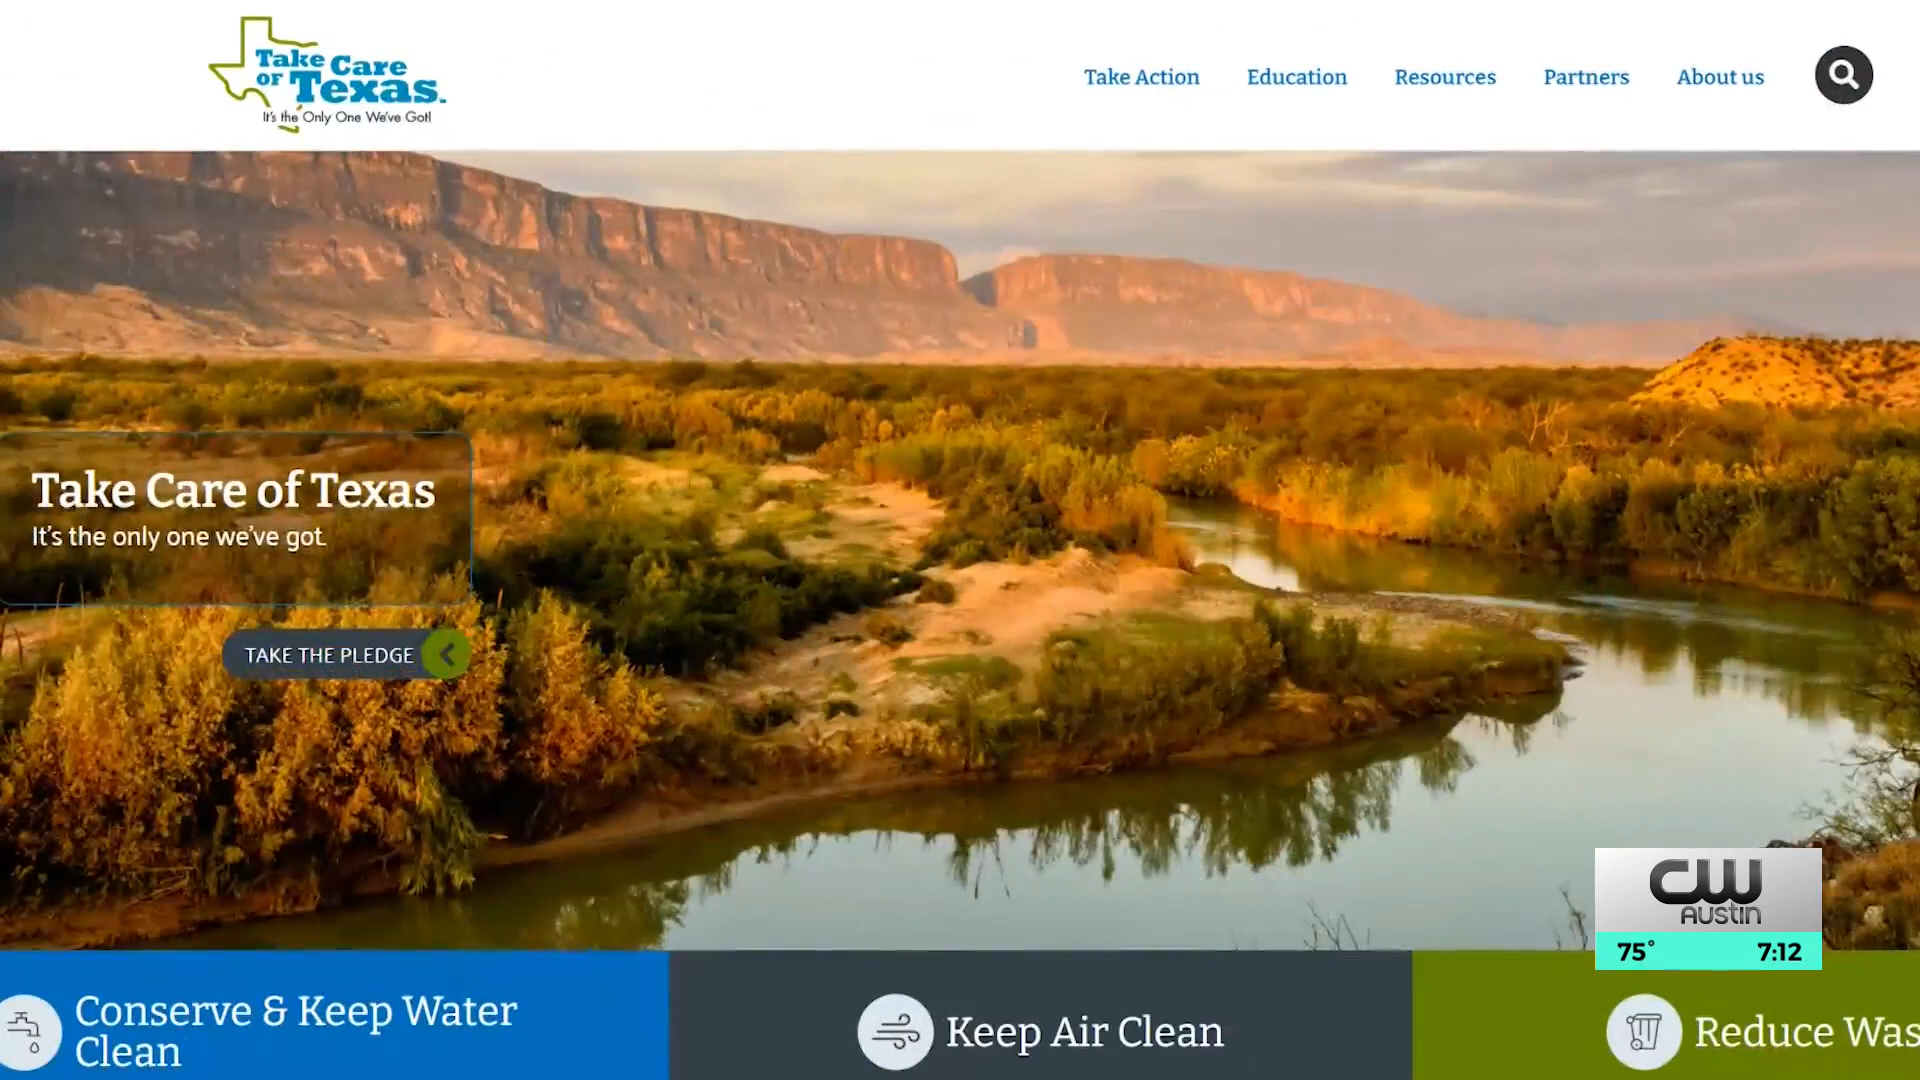 Take Care
OF Texas.
It's the Only One We've Got!
Take Action
Education
Resources
Partners
About us
Take Care of Texas
It's the only one we've got.
TAKE THE PLEDGE
CW
AUSTIN
75°
7:12
Conserve & Keep Water
Clean
Keep Air Clean
Reduce Was